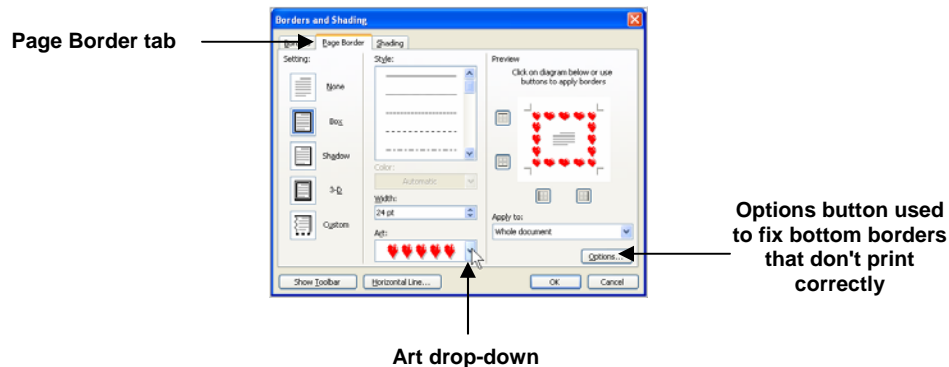 Borders and Shading
Page Border tab
Borders Page Border Shading
Setting:
None
Box
Shadow
3-D
Custom
Style:
Color:
Automatic
Width:
24 pt
Art:
Preview
Click on diagram below or use
buttons to apply borders
Apply to:
Whole document
Options...
Show Toolbar
Horizontal Line...
OK
Cancel
Options button used
to fix bottom borders
that don't print
correctly
Art drop-down